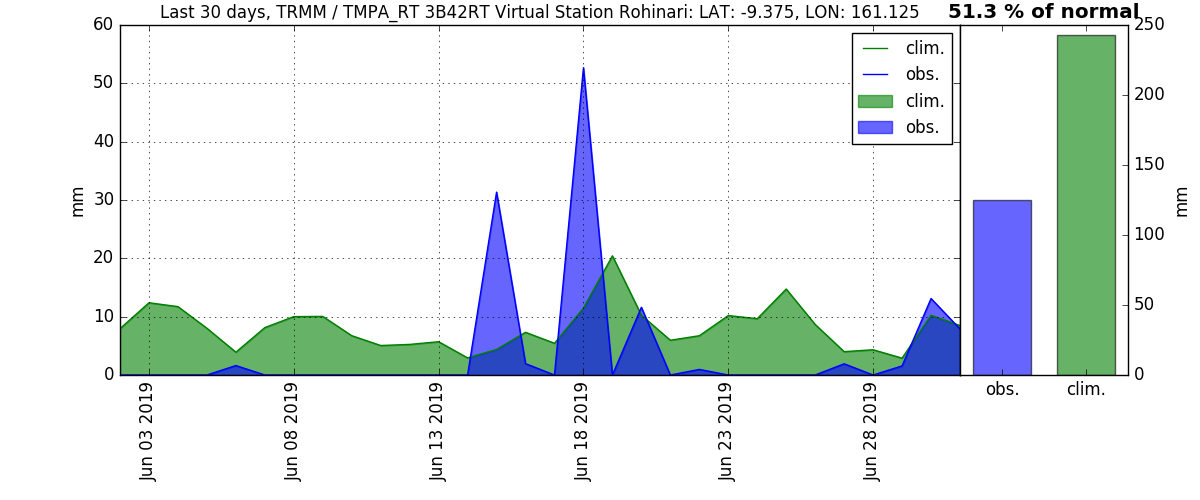 Last 30 days, TRMM / TMPA_RT 3B42RT Virtual Station Rohinari: LAT: -9.375, LON: 161.125
51.3 % of normal
60
50
40
30
20
10
0
mm
clim.
obs.
clim.
obs.
Jun 03 2019
Jun 08 2019
Jun 13 2019
Jun 18 2019
Jun 23 2019
Jun 28 2019
250
200
150
100
50
0
mm
obs.
clim.